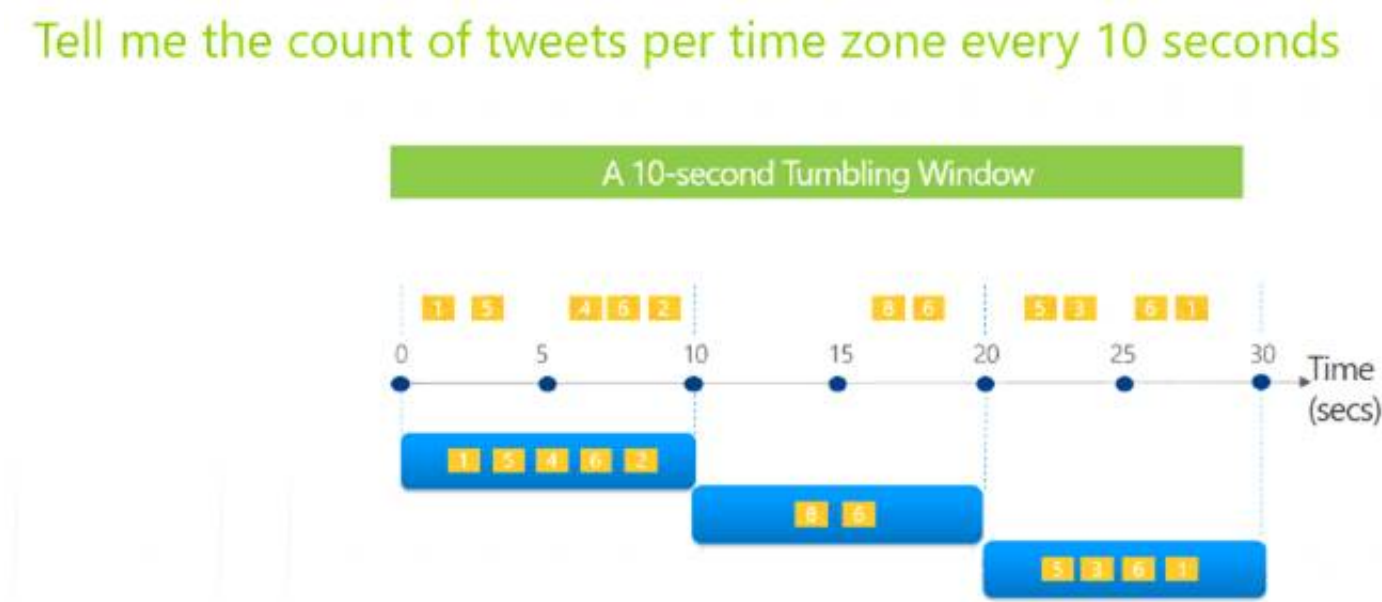 Tell me the count of tweets per time zone every 10 seconds
A 10-second Tumbling Window
1 5 4 6 2 8 6 5 3 6 1
0 5 10 15 20 25 30
Time
(secs)
1 5 4 6 2
8 6
5 3 6 1